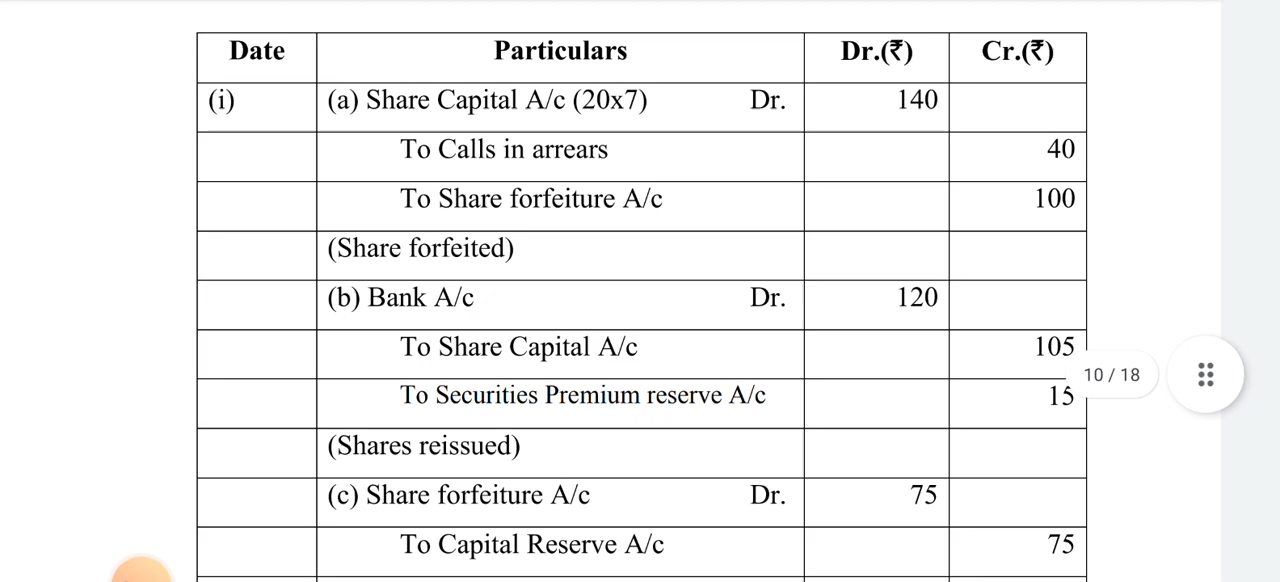 Date Particulars Dr.(₹) Cr.(₹)
(i) (a) Share Capital A/c (20x7) Dr. 140
To Calls in arrears 40
To Share forfeiture A/c 100
(Share forfeited)
(b) Bank A/c Dr. 120
To Share Capital A/c 105
10 / 18
To Securities Premium reserve A/c 15
(Shares reissued)
(c) Share forfeiture A/c Dr. 75
To Capital Reserve A/c 75